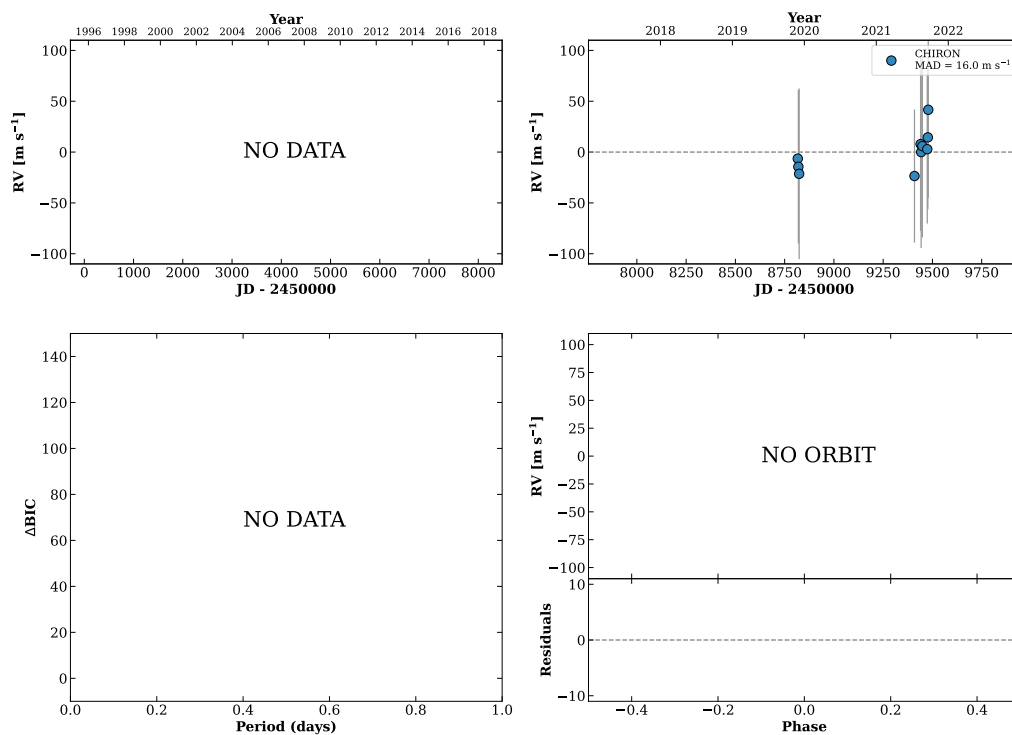 Year
1996 1998 2000 2002 2004 2006 2008 2010 2012 2014 2016 2018
100
50
0
−50
−100
RV [m s−1]
NO DATA
0 1000 2000 3000 4000 5000 6000 7000 8000
JD - 2450000
Year
2018 2019 2020 2021 2022
CHIRON
MAD = 16.0 m s−1
100
50
0
−50
−100
RV [m s−1]
8000 8250 8500 8750 9000 9250 9500 9750
JD - 2450000
140
120
100
80
60
40
20
0
ΔBIC
NO DATA
0.0 0.2 0.4 0.6 0.8 1.0
Period (days)
100
75
50
25
0
−25
−50
−75
−100
RV [m s−1]
NO ORBIT
10
0
−10
Residuals
−0.4 −0.2 0.0 0.2 0.4
Phase